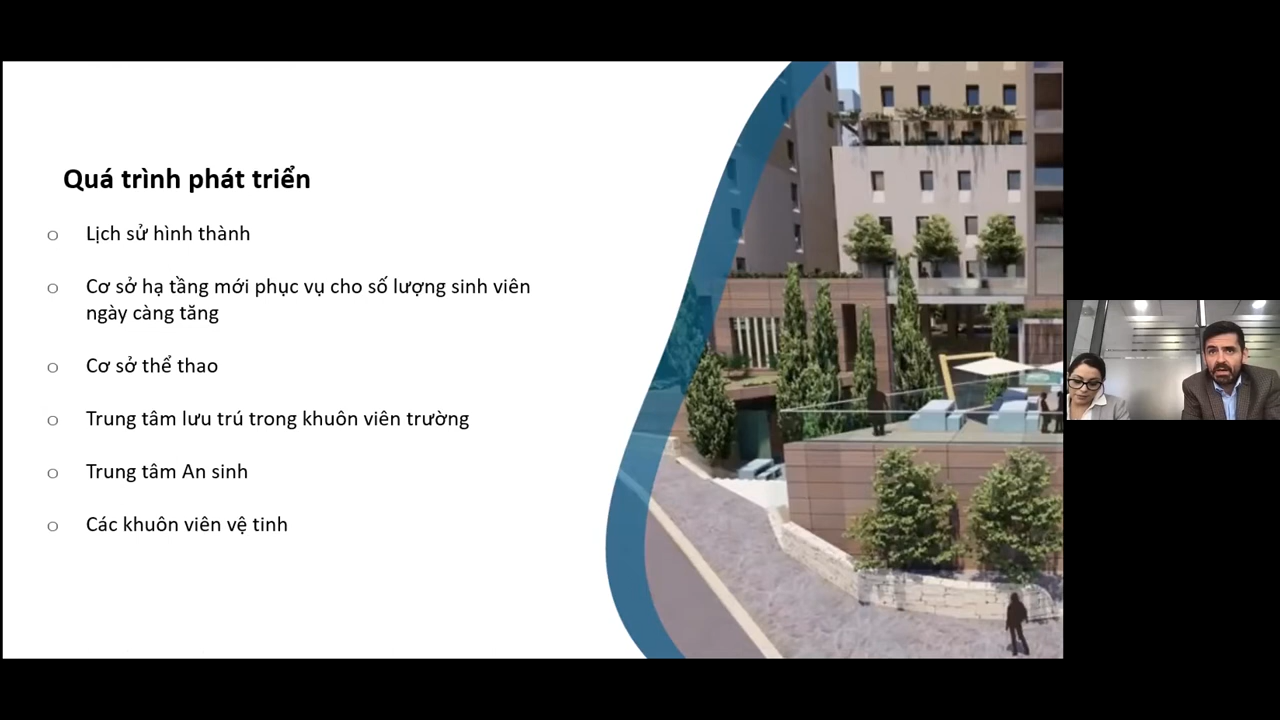 Quá trình phát triển
Lịch sử hình thành
Cơ sở hạ tầng mới phục vụ cho số lượng sinh viên
ngày càng tăng
Cơ sở thể thao
Trung tâm lưu trú trong khuôn viên trường
Trung tâm An sinh
Các khuôn viên vệ tinh